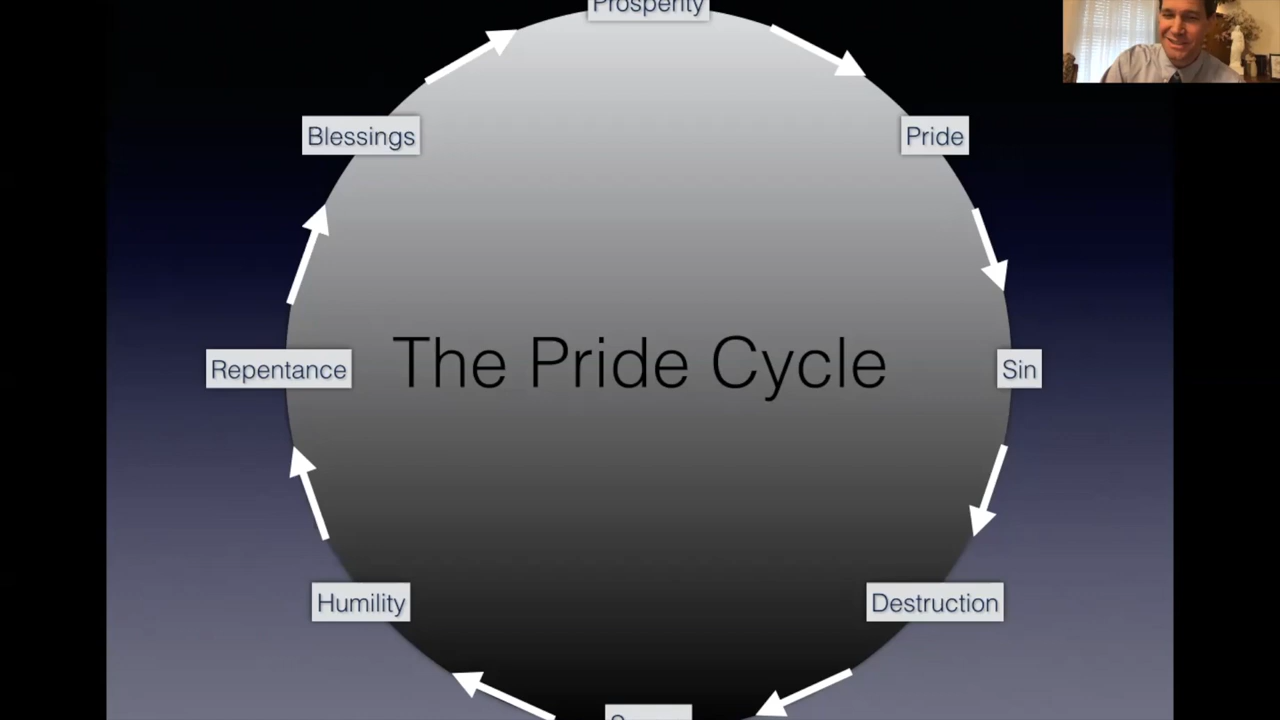 Prosperity
Blessings
Pride
Repentance
The Pride Cycle
Sin
Humility
Destruction